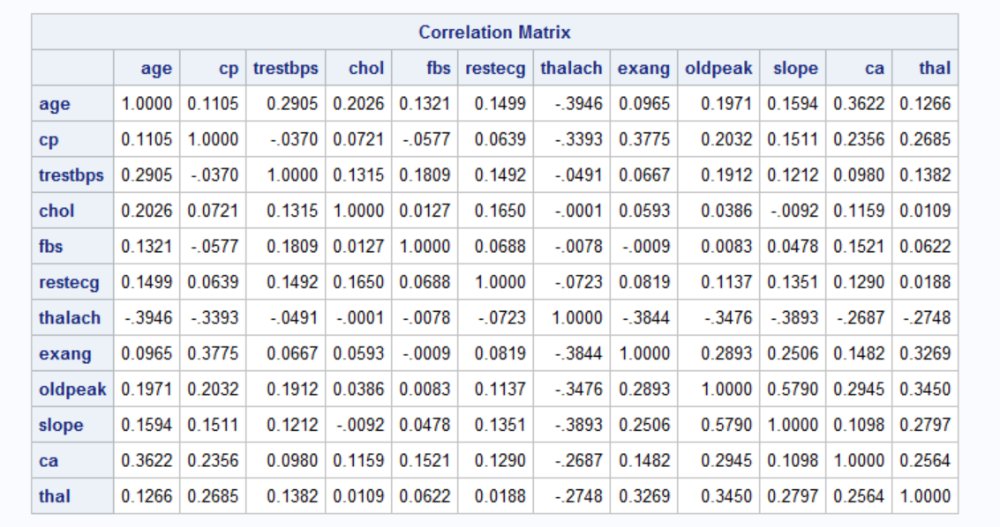 Correlation Matrix
age cp trestbps chol fbs restecg thalach exang oldpeak slope ca thal
age 1.0000 0.1105 0.2905 0.2026 0.1321 0.1499 -.3946 0.0965 0.1971 0.1594 0.3622 0.1266
cp 0.1105 1.0000 -.0370 0.0721 -.0577 0.0639 -.3393 0.3775 0.2032 0.1511 0.2356 0.2685
trestbps 0.2905 -.0370 1.0000 0.1315 0.1809 0.1492 -.0491 0.0667 0.1912 0.1212 0.0980 0.1382
chol 0.2026 0.0721 0.1315 1.0000 0.0127 0.1650 -.0001 0.0593 0.0386 -.0092 0.1159 0.0109
fbs 0.1321 -.0577 0.1809 0.0127 1.0000 0.0688 -.0078 -.0009 0.0083 0.0478 0.1521 0.0622
restecg 0.1499 0.0639 0.1492 0.1650 0.0688 1.0000 -.0723 0.0819 0.1137 0.1351 0.1290 0.0188
thalach -.3946 -.3393 -.0491 -.0001 -.0078 -.0723 1.0000 -.3844 -.3476 -.3893 -.2687 -.2748
exang 0.0965 0.3775 0.0667 0.0593 -.0009 0.0819 -.3844 1.0000 0.2893 0.2506 0.1482 0.3269
oldpeak 0.1971 0.2032 0.1912 0.0386 0.0083 0.1137 -.3476 0.2893 1.0000 0.5790 0.2945 0.3450
slope 0.1594 0.1511 0.1212 -.0092 0.0478 0.1351 -.3893 0.2506 0.5790 1.0000 0.1098 0.2797
ca 0.3622 0.2356 0.0980 0.1159 0.1521 0.1290 -.2687 0.1482 0.2945 0.1098 1.0000 0.2564
thal 0.1266 0.2685 0.1382 0.0109 0.0622 0.0188 -.2748 0.3269 0.3450 0.2797 0.2564 1.0000